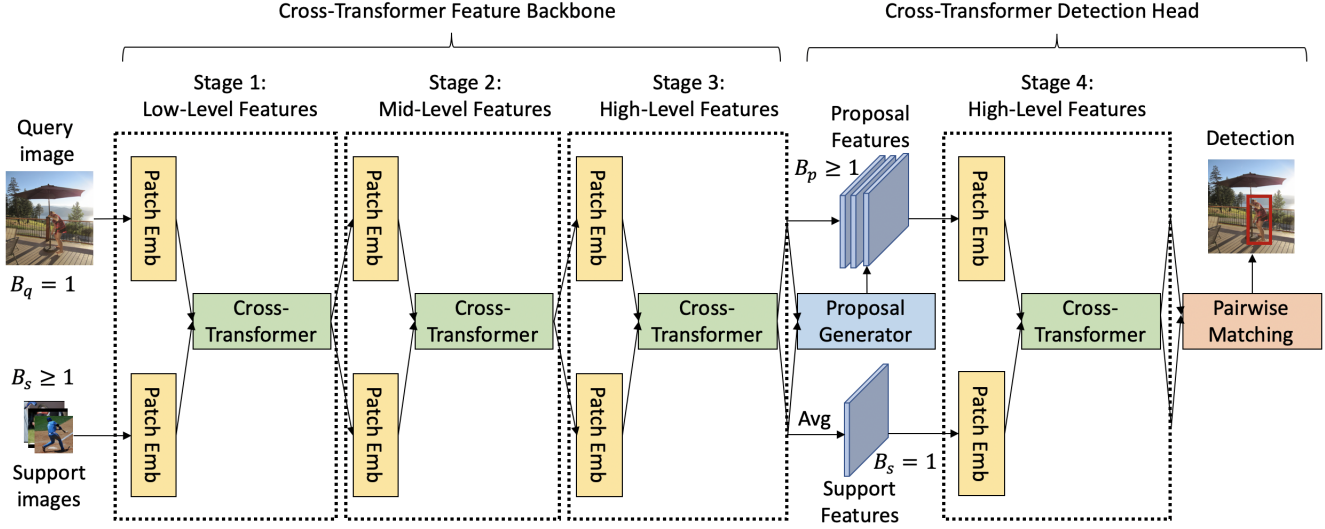 Cross-Transformer Feature Backbone
Cross-Transformer Detection Head
Stage 1:
Low-Level Features
Stage 2:
Mid-Level Features
Stage 3:
High-Level Features
Stage 4:
High-Level Features
Query
image
B_q = 1
B_s ≥ 1
Support
images
Patch Emb
Patch Emb
Cross-
Transformer
Patch Emb
Patch Emb
Cross-
Transformer
Patch Emb
Patch Emb
Cross-
Transformer
Proposal
Features
B_p ≥ 1
Proposal
Generator
Avg
B_s = 1
Support
Features
Patch Emb
Patch Emb
Cross-
Transformer
Detection
Pairwise
Matching